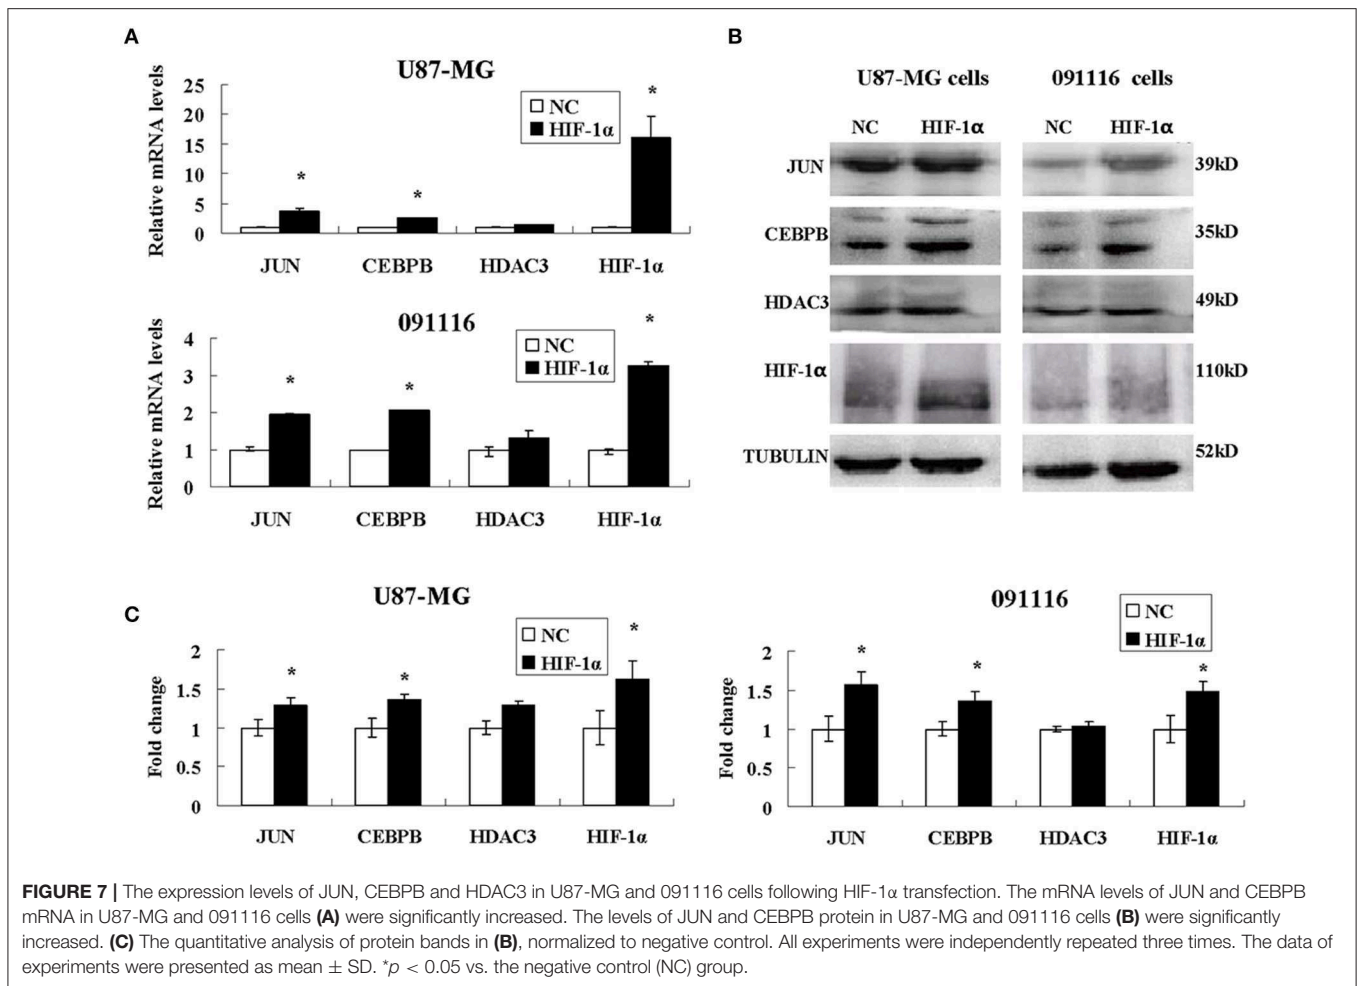 A
U87-MG
Relative mRNA levels
25
20
15
10
5
0
NC
HIF-1α
*
*
*
JUN
CEBPB
HDAC3
HIF-1α
091116
Relative mRNA levels
4
3
2
1
0
NC
HIF-1α
*
*
*
JUN
CEBPB
HDAC3
HIF-1α
B
U87-MG cells
091116 cells
NC
HIF-1α
NC
HIF-1α
JUN
39kD
CEBPB
35kD
HDAC3
49kD
HIF-1α
110kD
TUBULIN
52kD
C
U87-MG
Fold change
2
1.5
1
0.5
0
NC
HIF-1α
*
*
*
JUN
CEBPB
HDAC3
HIF-1α
091116
Fold change
2
1.5
1
0.5
0
NC
HIF-1α
*
*
*
JUN
CEBPB
HDAC3
HIF-1α
FIGURE 7 | The expression levels of JUN, CEBPB and HDAC3 in U87-MG and 091116 cells following HIF-1α transfection. The mRNA levels of JUN and CEBPB
mRNA in U87-MG and 091116 cells (A) were significantly increased. The levels of JUN and CEBPB protein in U87-MG and 091116 cells (B) were significantly
increased. (C) The quantitative analysis of protein bands in (B), normalized to negative control. All experiments were independently repeated three times. The data of
experiments were presented as mean ± SD. *p < 0.05 vs. the negative control (NC) group.